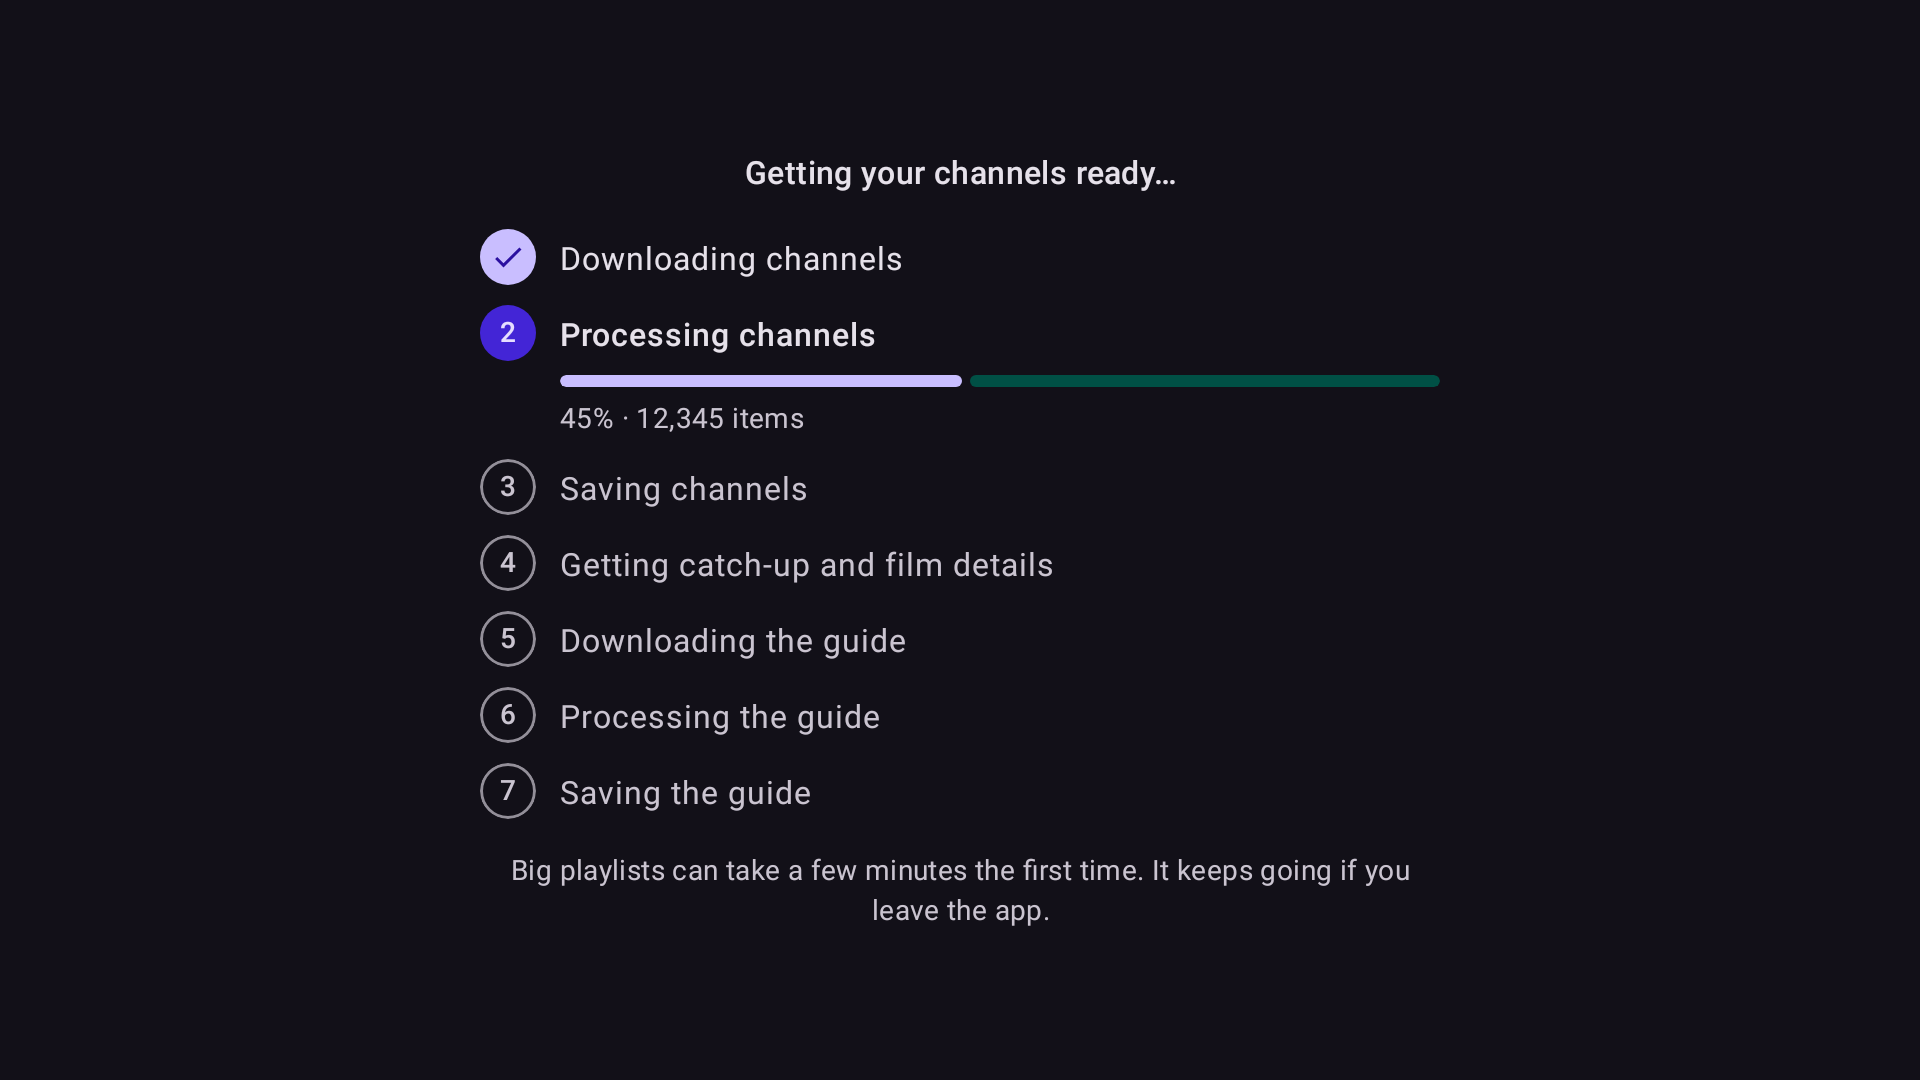 Getting your channels ready…
Downloading channels
2 Processing channels
45% · 12,345 items
3 Saving channels
4 Getting catch-up and film details
5 Downloading the guide
6 Processing the guide
7 Saving the guide
Big playlists can take a few minutes the first time. It keeps going if you
leave the app.